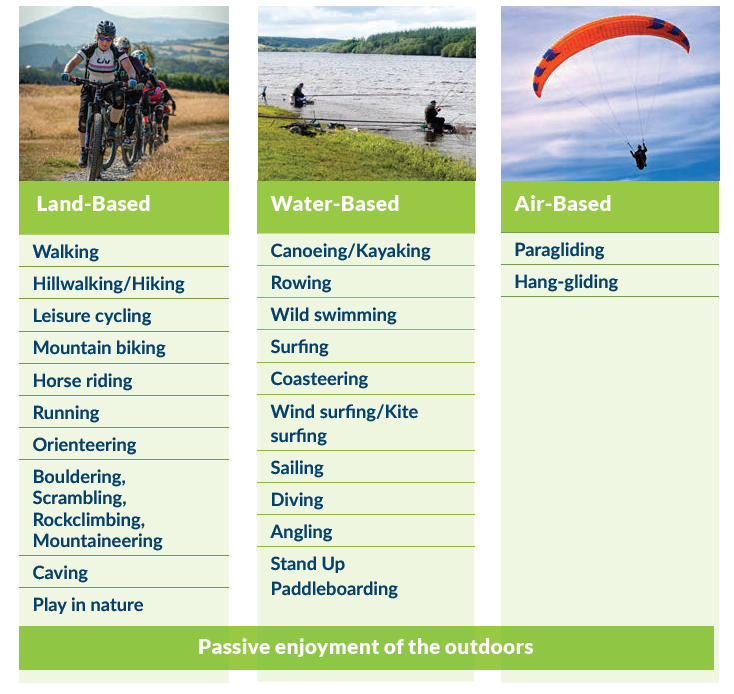 Land-Based
Walking
Hillwalking/Hiking
Leisure cycling
Mountain biking
Horse riding
Running
Orienteering
Bouldering,
Scrambling,
Rockclimbing,
Mountaineering
Caving
Play in nature
Water-Based
Canoeing/Kayaking
Rowing
Wild swimming
Surfing
Coasteering
Wind surfing/Kite
surfing
Sailing
Diving
Angling
Stand Up
Paddleboarding
Air-Based
Paragliding
Hang-gliding
Passive enjoyment of the outdoors